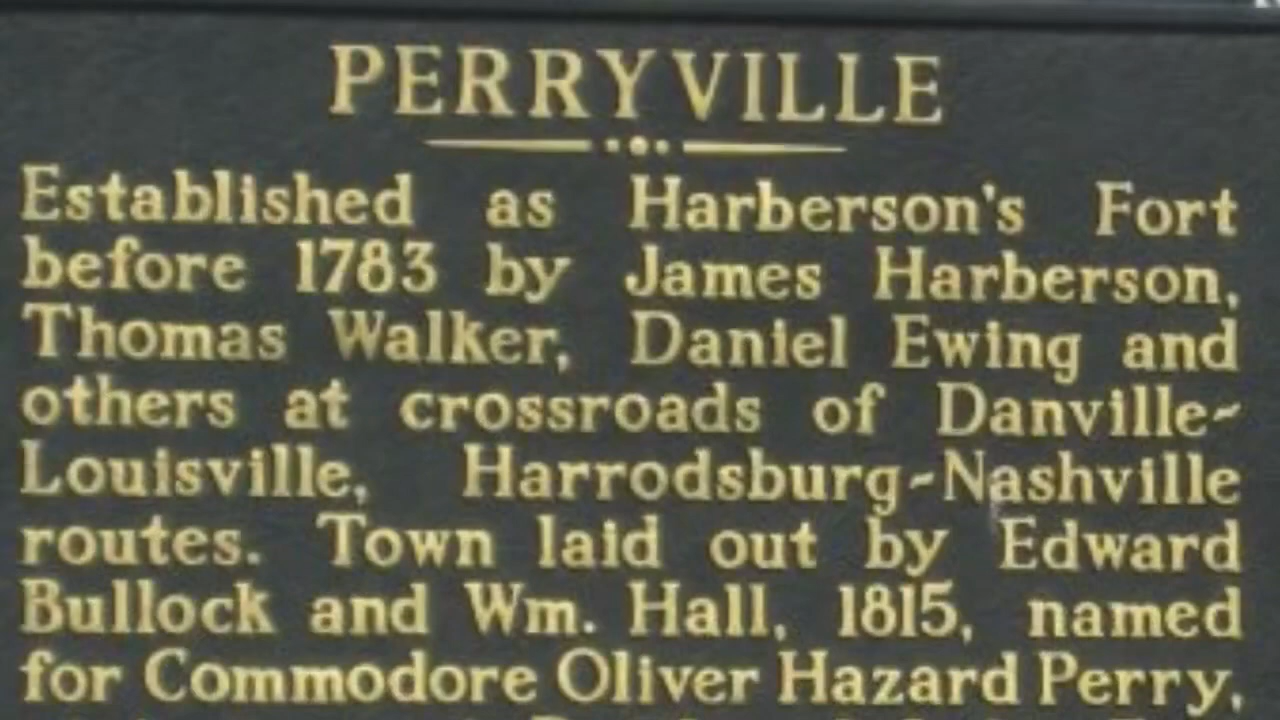 PERRYVILLE
Established as Harberson's Fort
before 1783 by James Harberson,
Thomas Walker, Daniel Ewing and
others at crossroads of Danville-
Louisville, Harrodsburg-Nashville
routes. Town laid out by Edward
Bullock and Wm. Hall, 1815, named
for Commodore Oliver Hazard Perry,